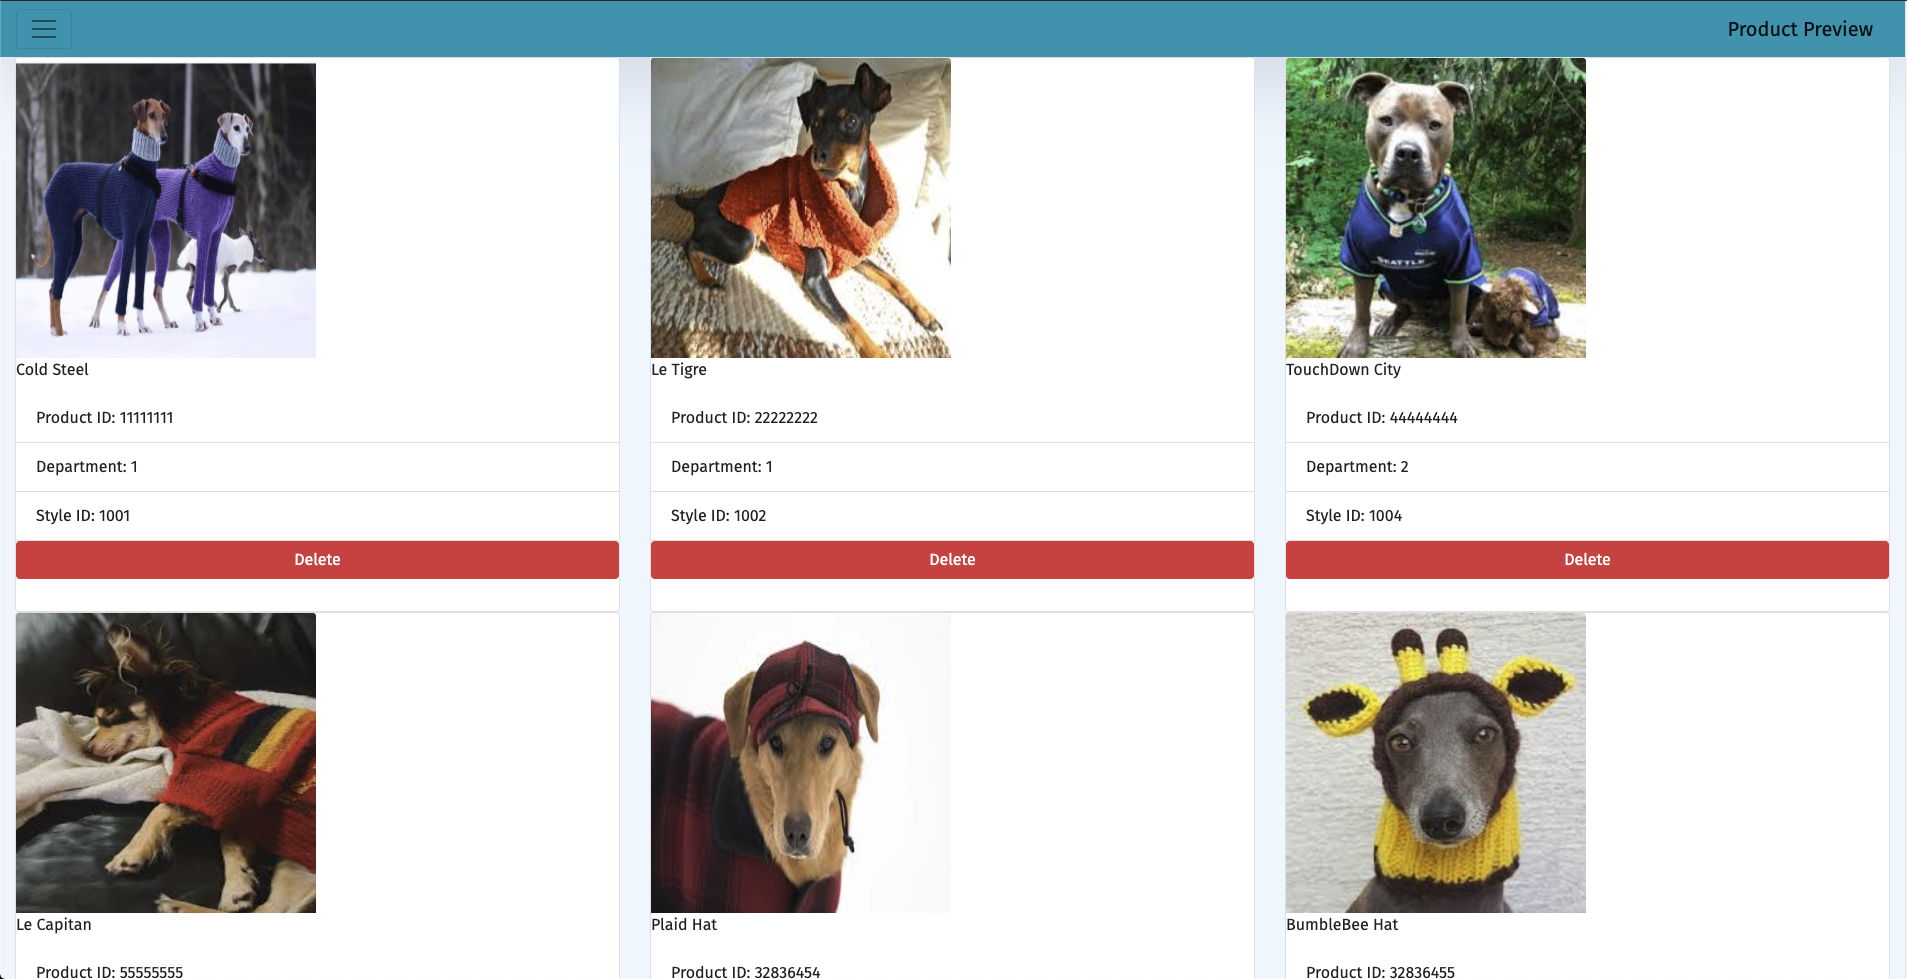 Product Preview
Cold Steel
Product ID: 11111111
Department: 1
Style ID: 1001
Delete
Le Tigre
Product ID: 22222222
Department: 1
Style ID: 1002
Delete
SEATTLE
TouchDown City
Product ID: 44444444
Department: 2
Style ID: 1004
Delete
Le Capitan
Product ID: 55555555
Plaid Hat
Product ID: 32836454
BumbleBee Hat
Product ID: 32836455